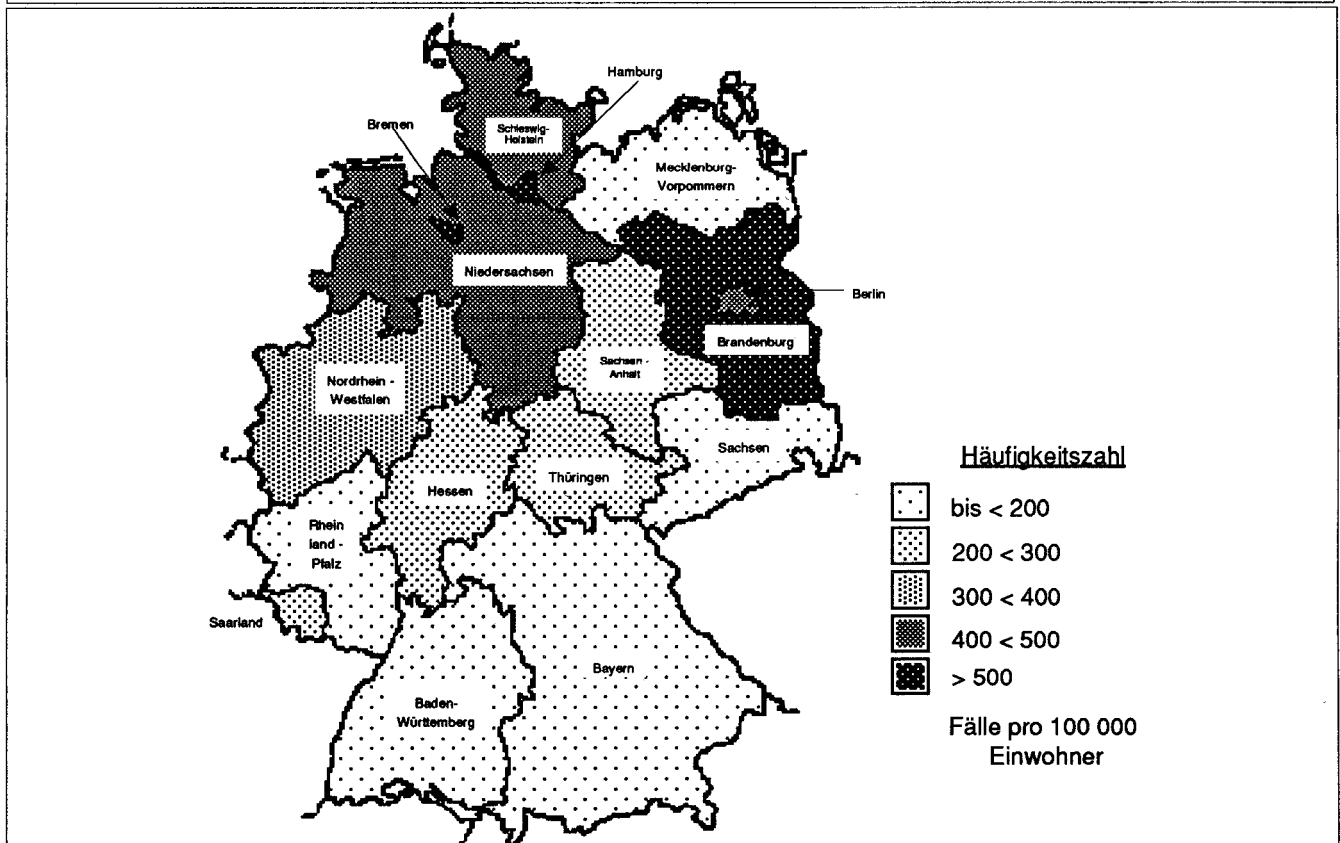 Hamburg
Bremen
Schleswig-
Holstein
Mecklenburg-
Vorpommern
Niedersachsen
Berlin
Brandenburg
Sachsen -
Anhalt
Nordrhein -
Westfalen
Sachsen
Thüringen
Hessen
Rhein
land -
Pfalz
Saarland
Bayern
Baden-
Württemberg
Häufigkeitszahl
bis < 200
200 < 300
300 < 400
400 < 500
> 500
Fälle pro 100 000
Einwohner